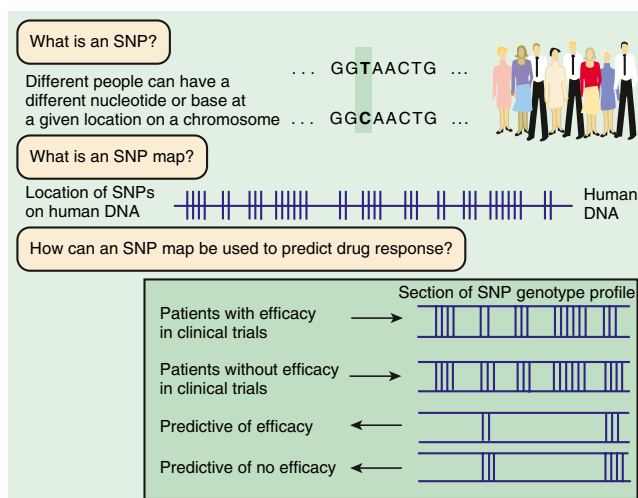 What is an SNP?
Different people can have a
different nucleotide or base at
a given location on a chromosome
... GGTAACTG ...
... GGCAACTG ...
What is an SNP map?
Location of SNPs
on human DNA
Human
DNA
How can an SNP map be used to predict drug response?
Section of SNP genotype profile
Patients with efficacy
in clinical trials
Patients without efficacy
in clinical trials
Predictive of efficacy
Predictive of no efficacy